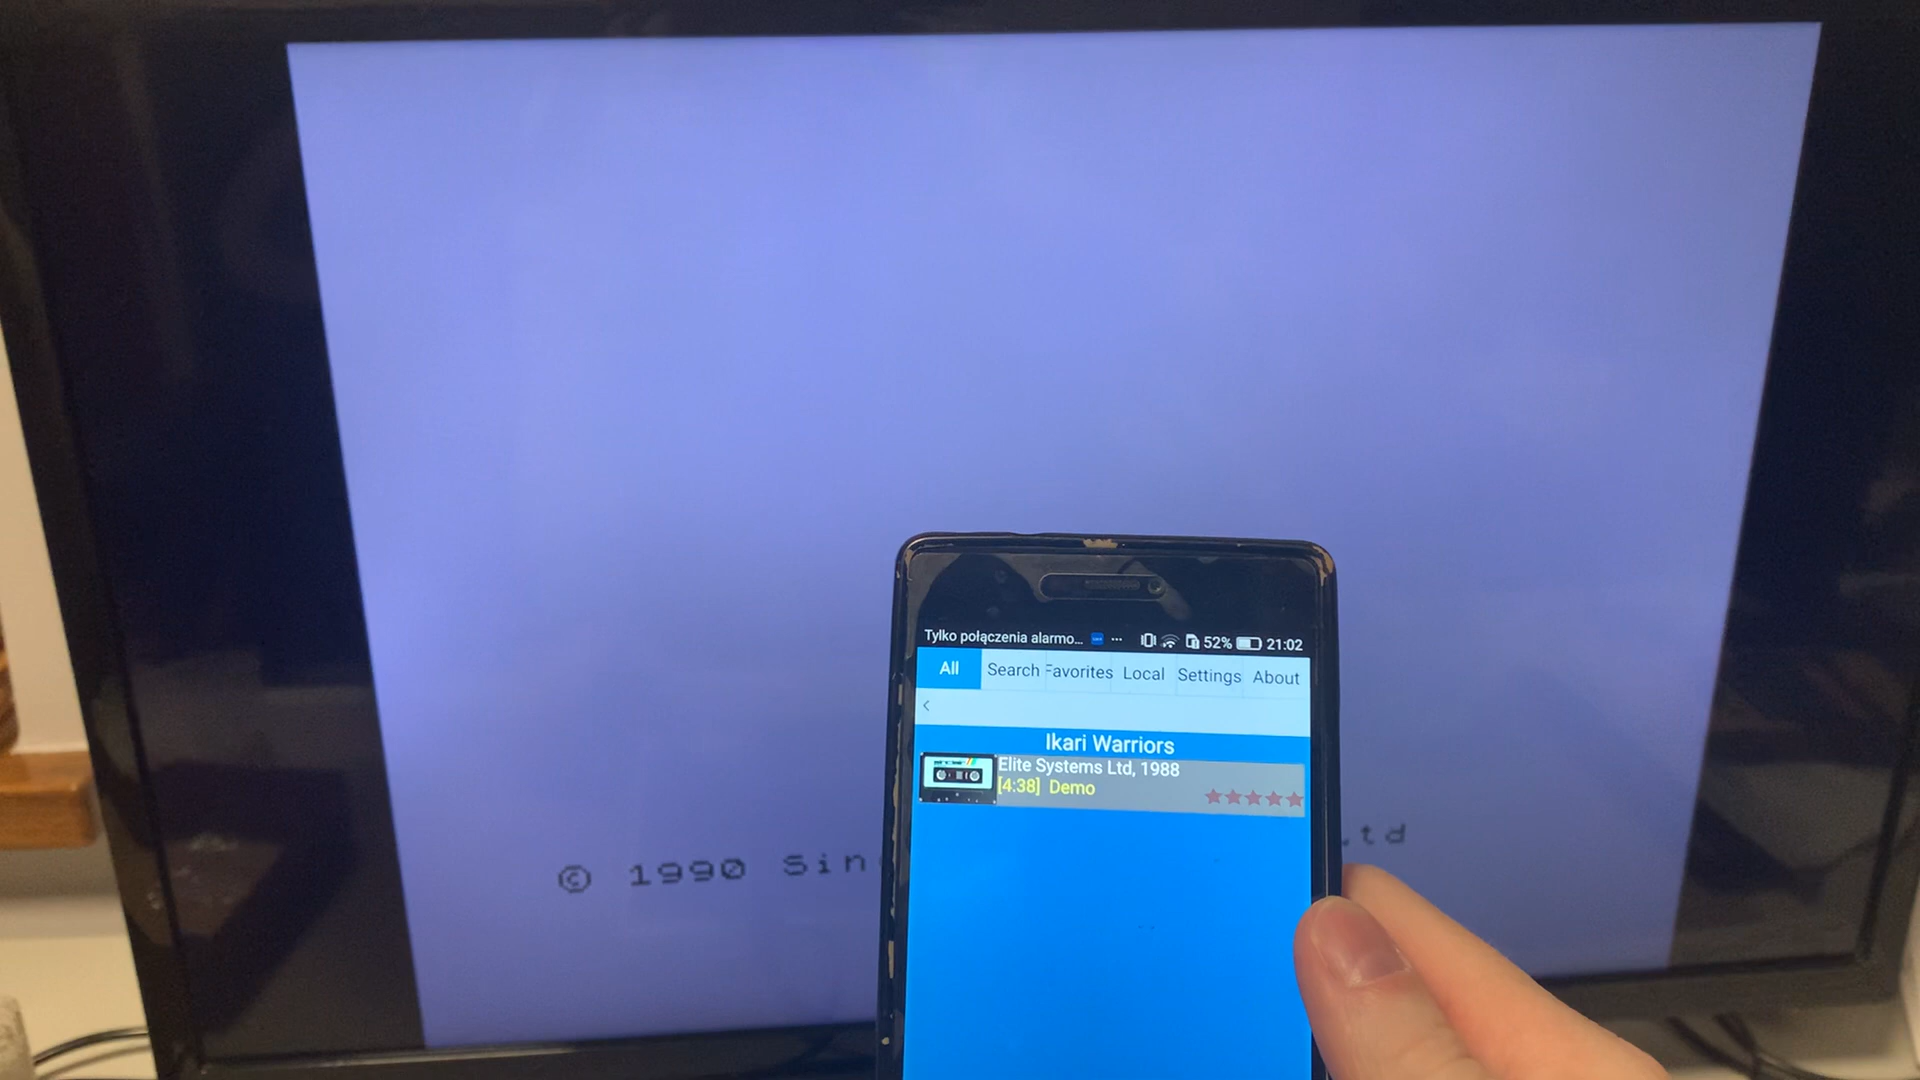 Tylko połączenia alarmo... ... 52% 21:02
All Search Favorites Local Settings About
<
Ikari Warriors
Elite Systems Ltd, 1988
[4:38] Demo
© 1990 Sin
td